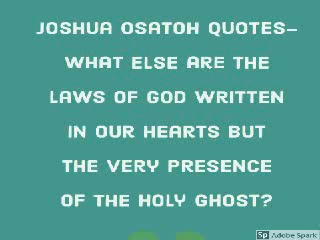 JOSHUA OSATOH QUOTES–
WHAT ELSE ARE THE
LAWS OF GOD WRITTEN
IN OUR HEARTS BUT
THE VERY PRESENCE
OF THE HOLY GHOST?
Sp Adobe Spark